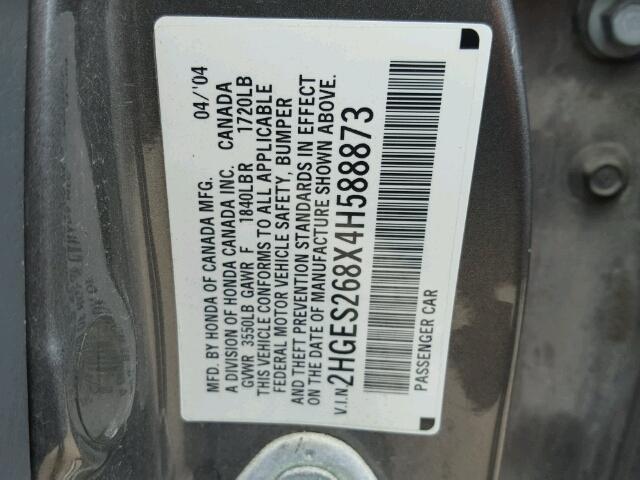 MFD. BY HONDA OF CANADA MFG. 04/'04
A DIVISION OF HONDA CANADA INC. CANADA
GVWR 3550LB GAWR F 1840LBR 1720LB
THIS VEHICLE CONFORMS TO ALL APPLICABLE
FEDERAL MOTOR VEHICLE SAFETY, BUMPER
AND THEFT PREVENTION STANDARDS IN EFFECT
ON THE DATE OF MANUFACTURE SHOWN ABOVE.
V.I.N. 2HGES268X4H588873
PASSENGER CAR